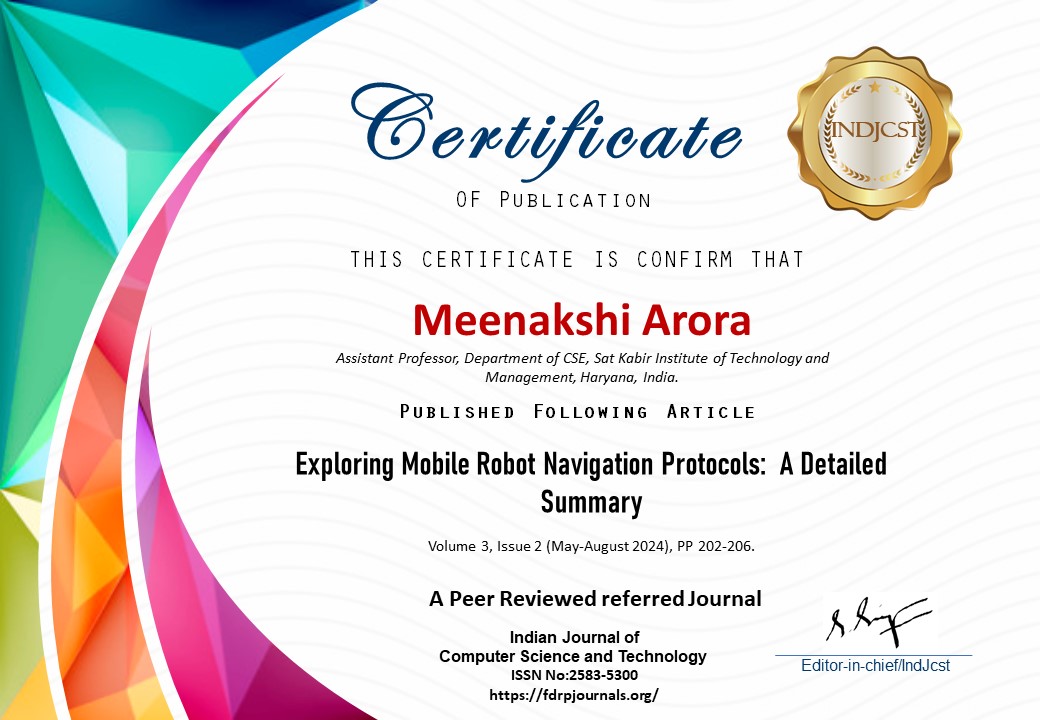 Certificate
OF PUBLICATION
INDJCST
THIS CERTIFICATE IS CONFIRM THAT
Meenakshi Arora
Assistant Professor, Department of CSE, Sat Kabir Institute of Technology and
Management, Haryana, India.
PUBLISHED FOLLOWING ARTICLE
Exploring Mobile Robot Navigation Protocols: A Detailed
Summary
Volume 3, Issue 2 (May-August 2024), PP 202-206.
A Peer Reviewed referred Journal
Indian Journal of
Computer Science and Technology
ISSN No:2583-5300
https://fdrpjournals.org/
Editor-in-chief/IndJcst